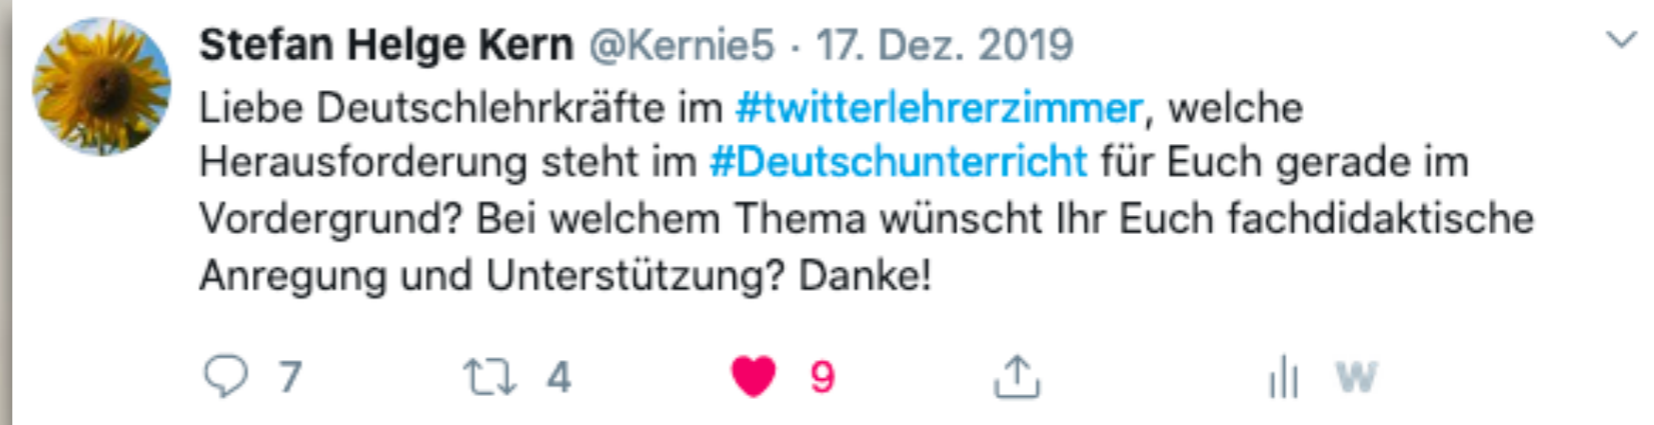 Stefan Helge Kern @Kernie5 · 17. Dez. 2019
Liebe Deutschlehrkräfte im #twitterlehrerzimmer, welche
Herausforderung steht im #Deutschunterricht für Euch gerade im
Vordergrund? Bei welchem Thema wünscht Ihr Euch fachdidaktische
Anregung und Unterstützung? Danke!
7 4 9 W